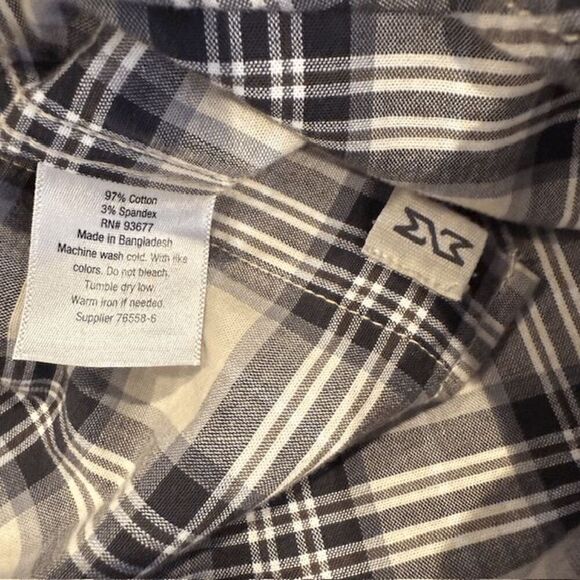 97% Cotton
3% Spandex
RN# 93677
Made in Bangladesh
Machine wash cold. With like
colors. Do not bleach.
Tumble dry low.
Warm iron if needed.
Supplier 76558-6